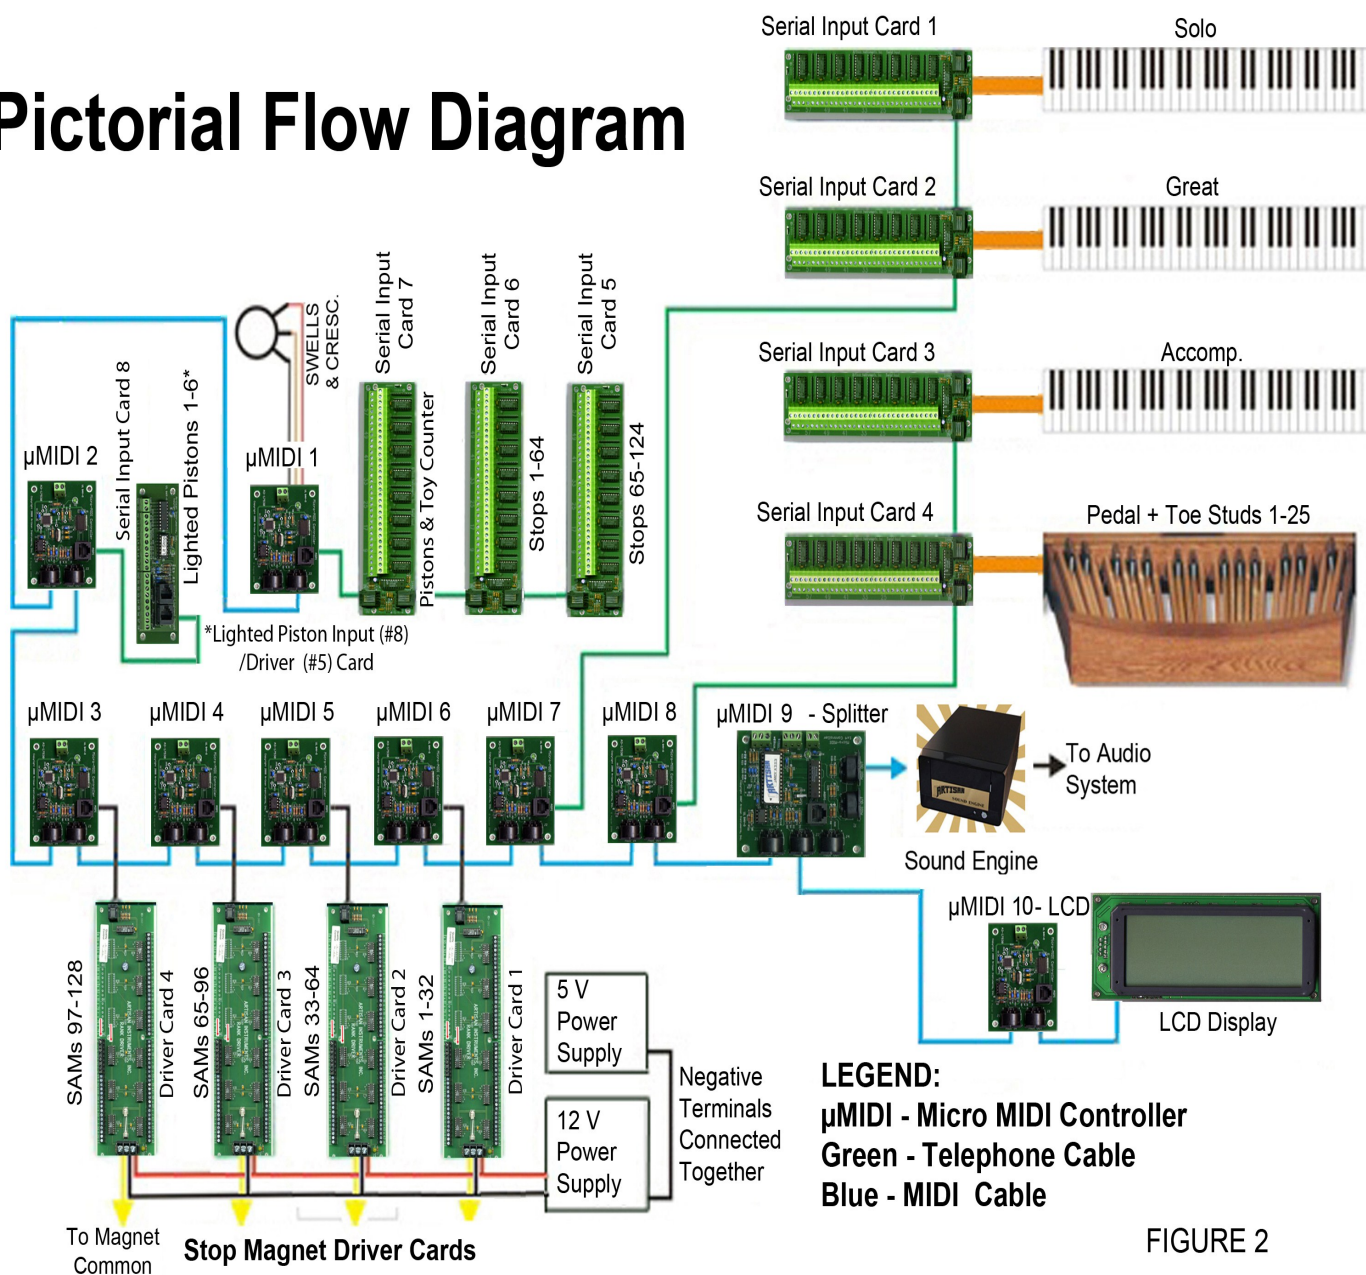 Pictorial Flow Diagram
Serial Input Card 1
Solo
Serial Input Card 2
Great
Serial Input Card 3
Accomp.
Serial Input Card 4
Pedal + Toe Studs 1-25
SWELLS
& CRESC.
Serial Input
Card 7
Serial Input
Card 6
Serial Input
Card 5
µMIDI 2
Serial Input Card 8
Lighted Pistons 1-6*
µMIDI 1
Pistons & Toy Counter
Stops 1-64
Stops 65-124
*Lighted Piston Input (#8)
/Driver (#5) Card
µMIDI 3
µMIDI 4
µMIDI 5
µMIDI 6
µMIDI 7
µMIDI 8
µMIDI 9 - Splitter
ARTISAN
ARTISAN
To Audio
System
Sound Engine
µMIDI 10- LCD
LCD Display
SAMs 97-128
Driver Card 4
SAMs 65-96
Driver Card 3
SAMs 33-64
Driver Card 2
SAMs 1-32
Driver Card 1
5 V
Power
Supply
12 V
Power
Supply
Negative
Terminals
Connected
Together
LEGEND:
µMIDI - Micro MIDI Controller
Green - Telephone Cable
Blue - MIDI Cable
To Magnet
Common
Stop Magnet Driver Cards
FIGURE 2